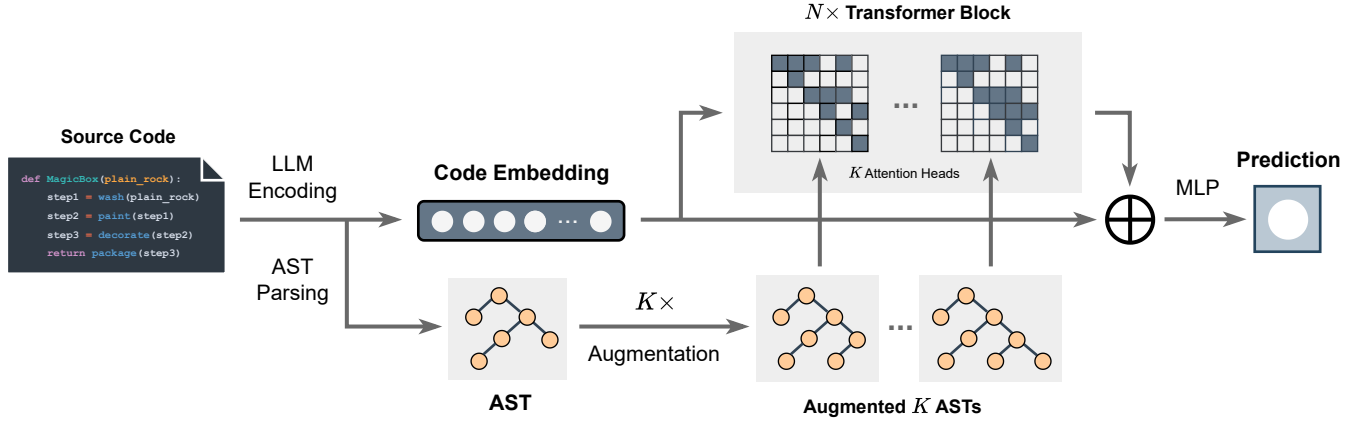 N× Transformer Block
Source Code
def MagicBox(plain_rock):
step1 = wash(plain_rock)
step2 = paint(step1)
step3 = decorate(step2)
return package(step3)
LLM
Encoding
AST
Parsing
Code Embedding
...
...
K Attention Heads
Prediction
MLP
AST
K×
Augmentation
...
Augmented K ASTs